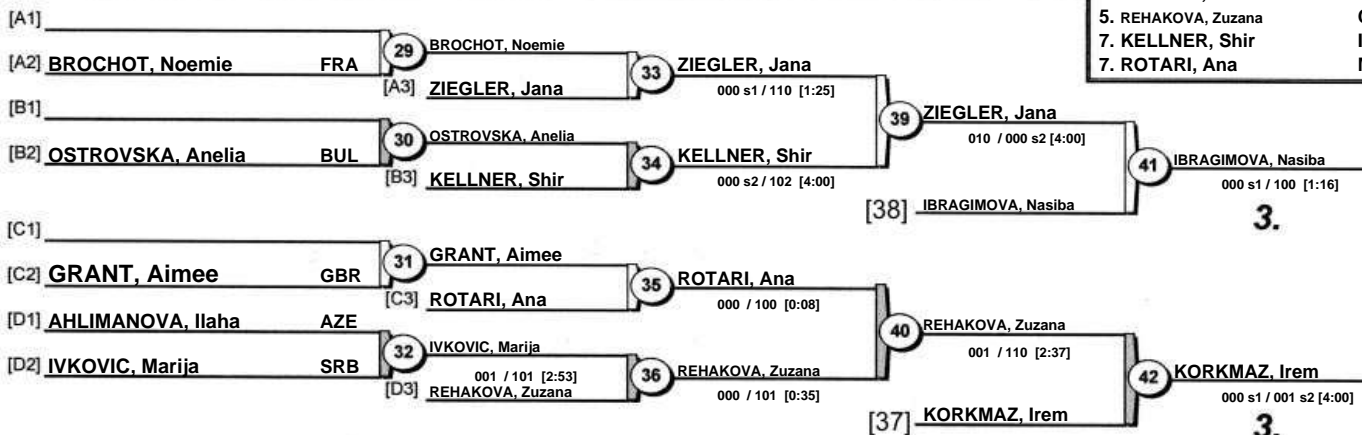 5. REHAKOVA, Zuzana
7. KELLNER, Shir
7. ROTARI, Ana
[A1]
[A2] BROCHOT, Noemie FRA
29
BROCHOT, Noemie
[A3] ZIEGLER, Jana
33
ZIEGLER, Jana
000 s1 / 110 [1:25]
[B1]
[B2] OSTROVSKA, Anelia BUL
30
OSTROVSKA, Anelia
[B3] KELLNER, Shir
34
KELLNER, Shir
000 s2 / 102 [4:00]
39
ZIEGLER, Jana
010 / 000 s2 [4:00]
[38] IBRAGIMOVA, Nasiba
41
IBRAGIMOVA, Nasiba
000 s1 / 100 [1:16]
3.
[C1]
[C2] GRANT, Aimee GBR
31
GRANT, Aimee
[C3] ROTARI, Ana
35
ROTARI, Ana
000 / 100 [0:08]
[D1] AHLIMANOVA, Ilaha AZE
[D2] IVKOVIC, Marija SRB
32
IVKOVIC, Marija
001 / 101 [2:53]
[D3] REHAKOVA, Zuzana
36
REHAKOVA, Zuzana
000 / 101 [0:35]
40
REHAKOVA, Zuzana
001 / 110 [2:37]
[37] KORKMAZ, Irem
42
KORKMAZ, Irem
000 s1 / 001 s2 [4:00]
3.